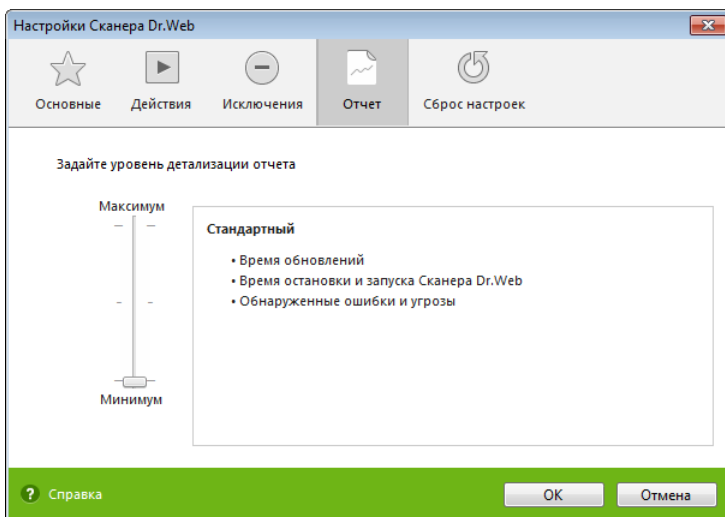 Настройки Сканера Dr.Web
Основные
Действия
Исключения
Отчет
Сброс настроек
Задайте уровень детализации отчета
Максимум
Минимум
Стандартный
• Время обновлений
• Время остановки и запуска Сканера Dr.Web
• Обнаруженные ошибки и угрозы
? Справка
OK
Отмена